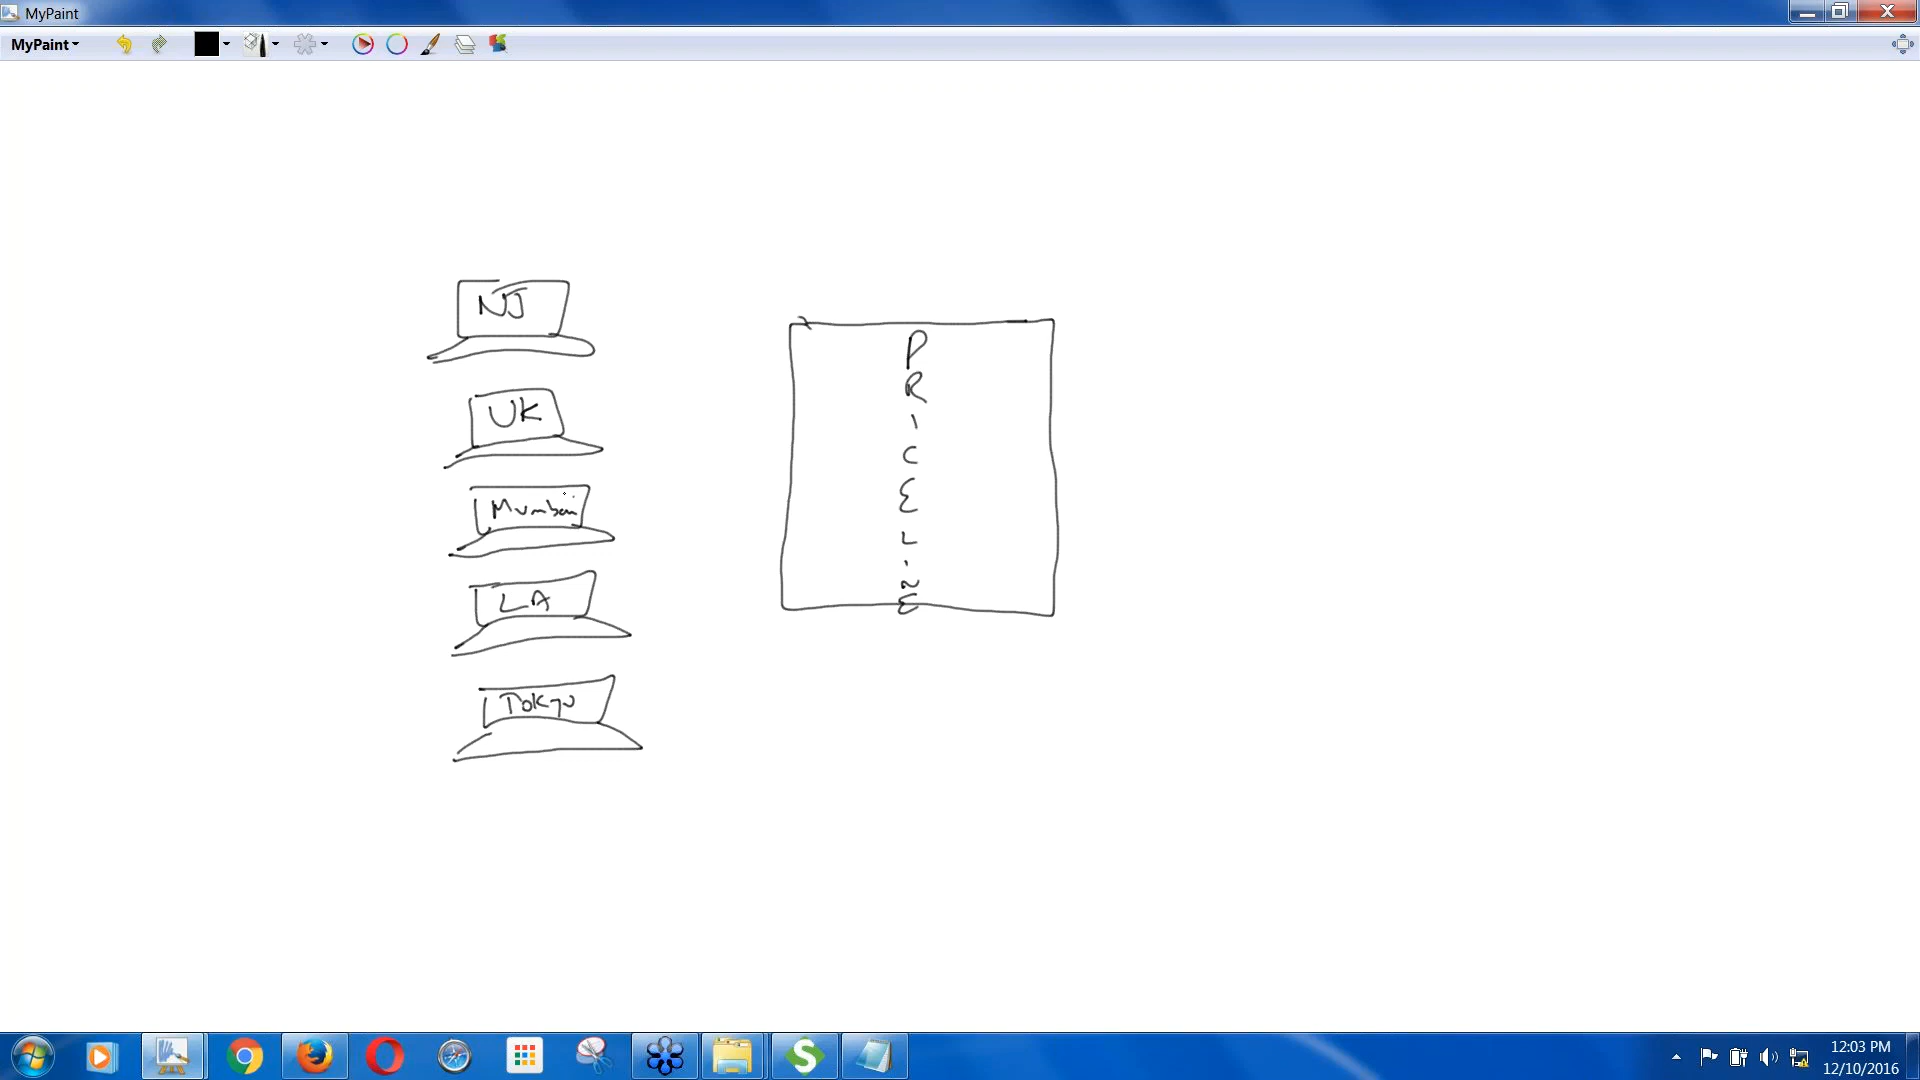 MyPaint
MyPaint
NJ
UK
Mumbai
LA
Tokyo
P
R
I
C
E
L
I
N
E
12:03 PM
12/10/2016